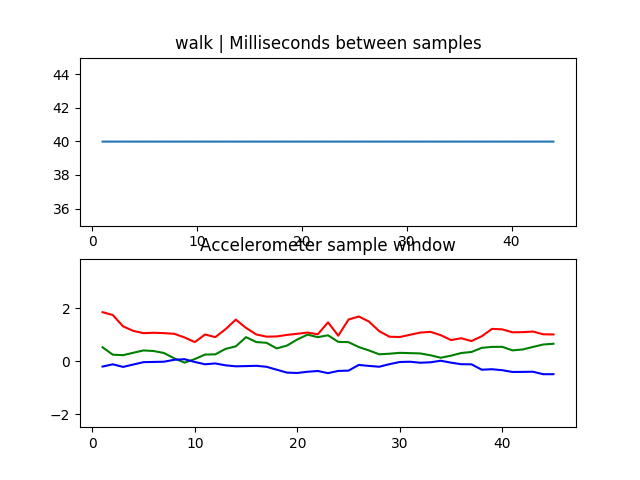 walk | Milliseconds between samples
44
42
40
38
36
0 10 20 30 40
Accelerometer sample window
2
0
−2
0 10 20 30 40